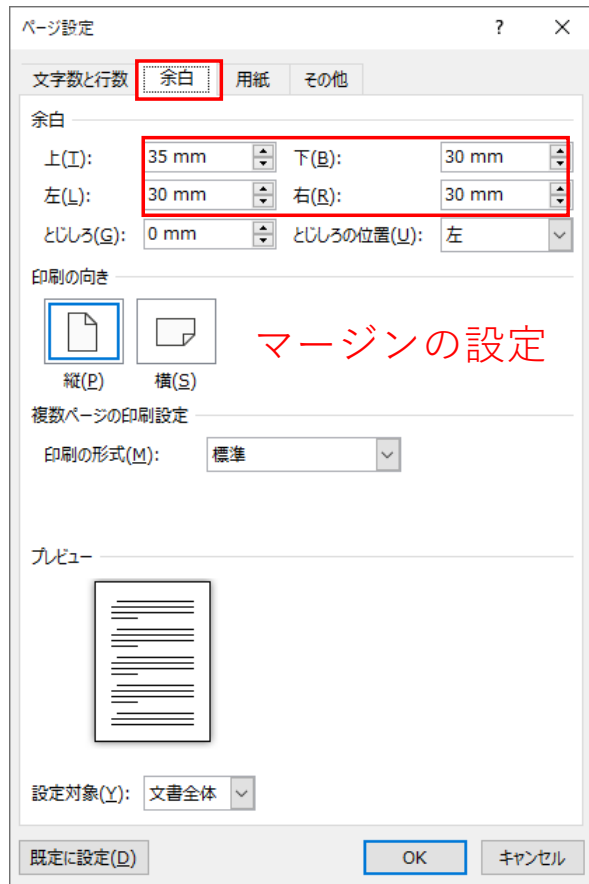 ページ設定 ?
文字数と行数 余白 用紙 その他
余白
上(T): 35 mm 下(B): 30 mm
左(L): 30 mm 右(R): 30 mm
とじしろ(G): 0 mm とじしろの位置(U): 左
印刷の向き
マージンの設定
縦(P) 横(S)
複数ページの印刷設定
印刷の形式(M): 標準
プレビュー
設定対象(Y): 文書全体
既定に設定(D) OK キャンセル